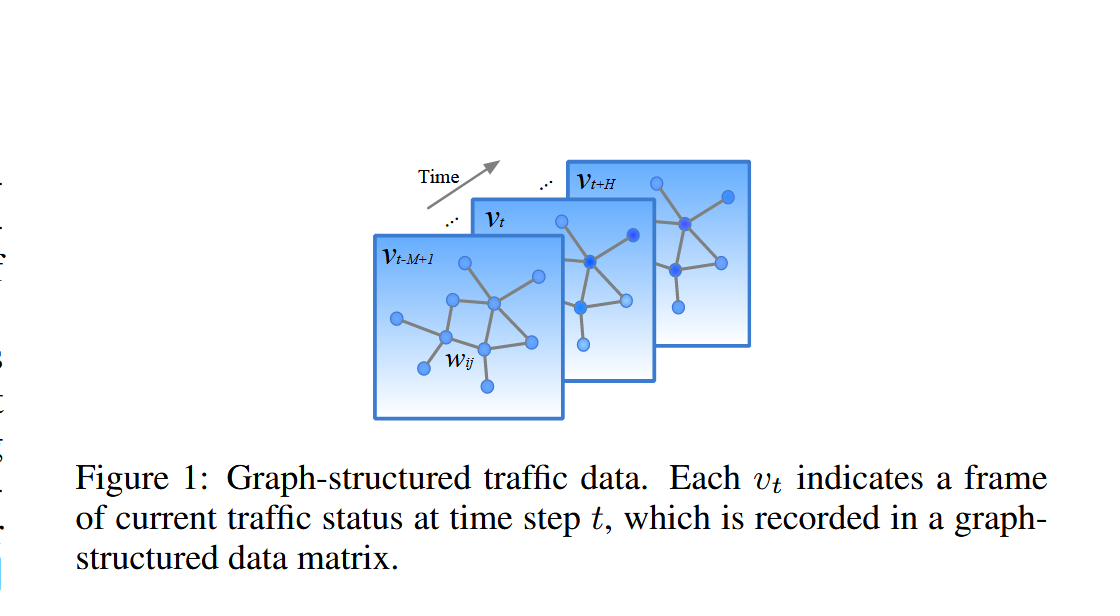 Time
⋰ v_{t+H}
⋰ v_t
v_{t-M+1}
w_{ij}
Figure 1: Graph-structured traffic data. Each v_t indicates a frame
of current traffic status at time step t, which is recorded in a graph-
structured data matrix.